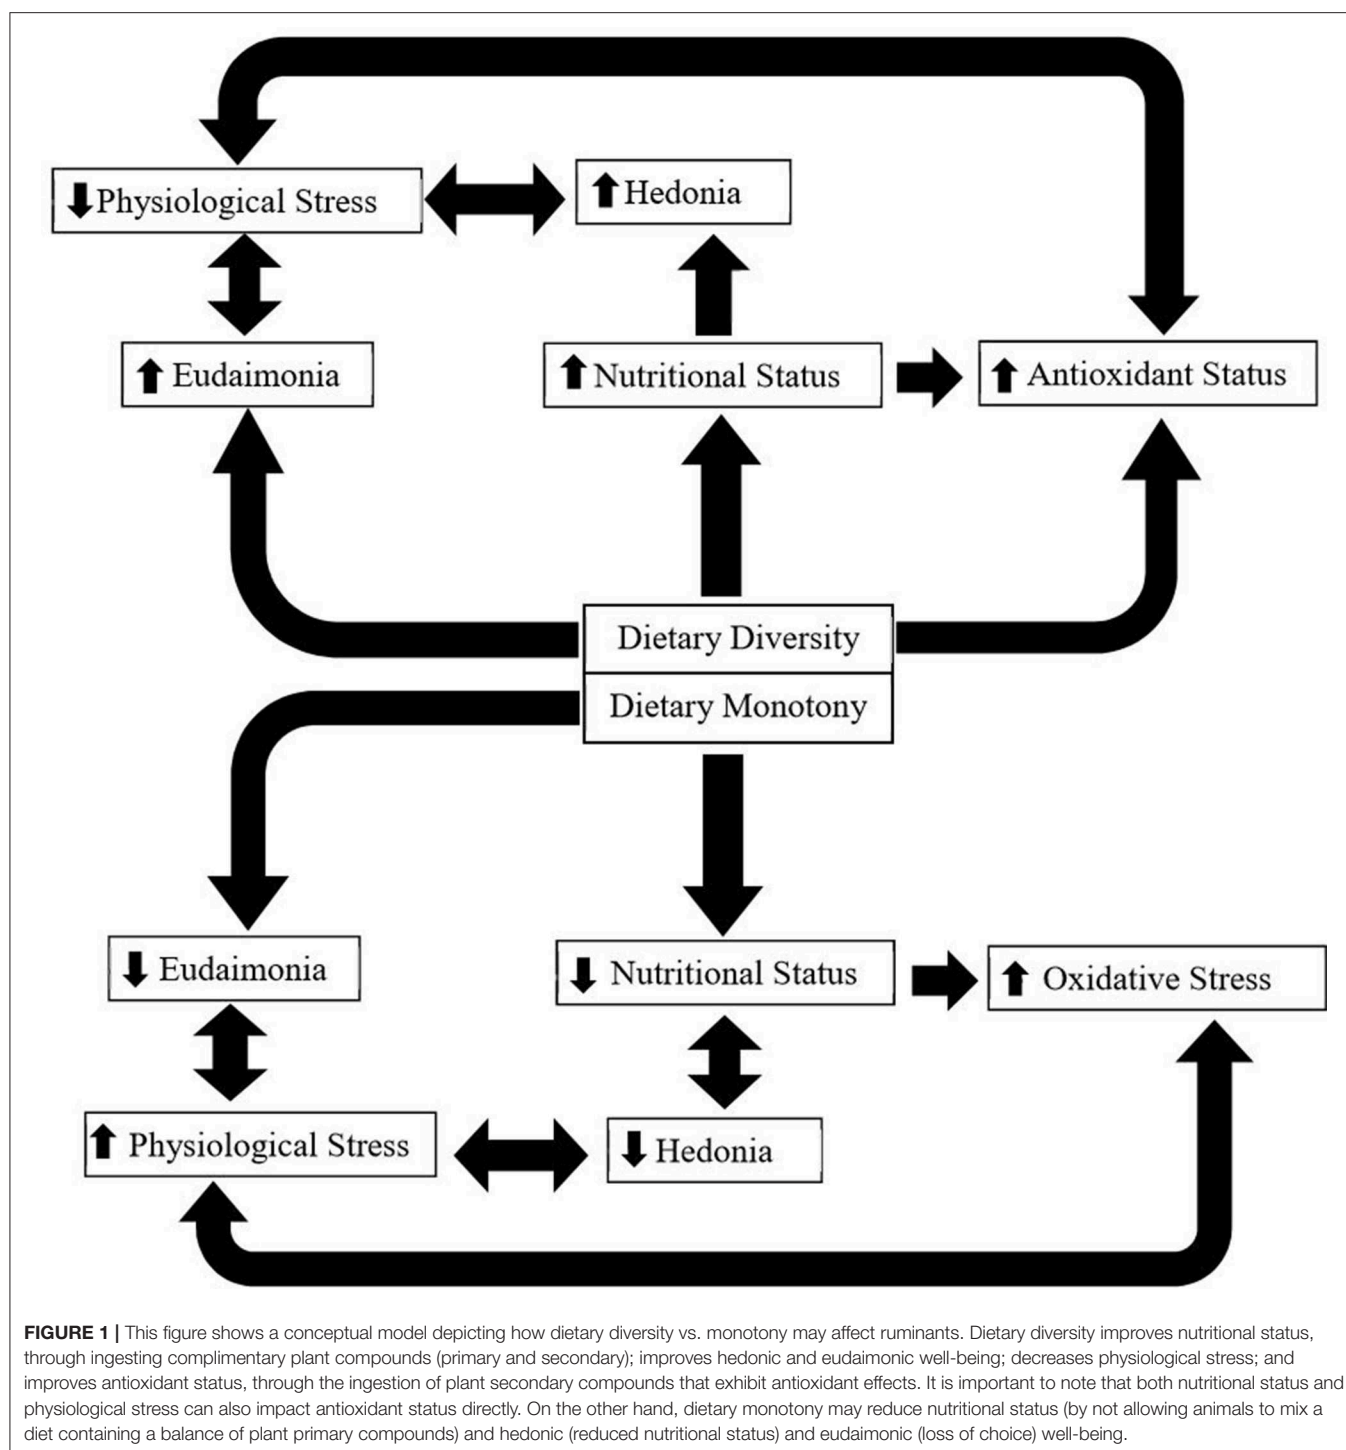 Physiological Stress
Hedonia
Eudaimonia
Nutritional Status
Antioxidant Status
Dietary Diversity
Dietary Monotony
Eudaimonia
Nutritional Status
Oxidative Stress
Physiological Stress
Hedonia
FIGURE 1 | This figure shows a conceptual model depicting how dietary diversity vs. monotony may affect ruminants. Dietary diversity improves nutritional status,
through ingesting complimentary plant compounds (primary and secondary); improves hedonic and eudaimonic well-being; decreases physiological stress; and
improves antioxidant status, through the ingestion of plant secondary compounds that exhibit antioxidant effects. It is important to note that both nutritional status and
physiological stress can also impact antioxidant status directly. On the other hand, dietary monotony may reduce nutritional status (by not allowing animals to mix a
diet containing a balance of plant primary compounds) and hedonic (reduced nutritional status) and eudaimonic (loss of choice) well-being.